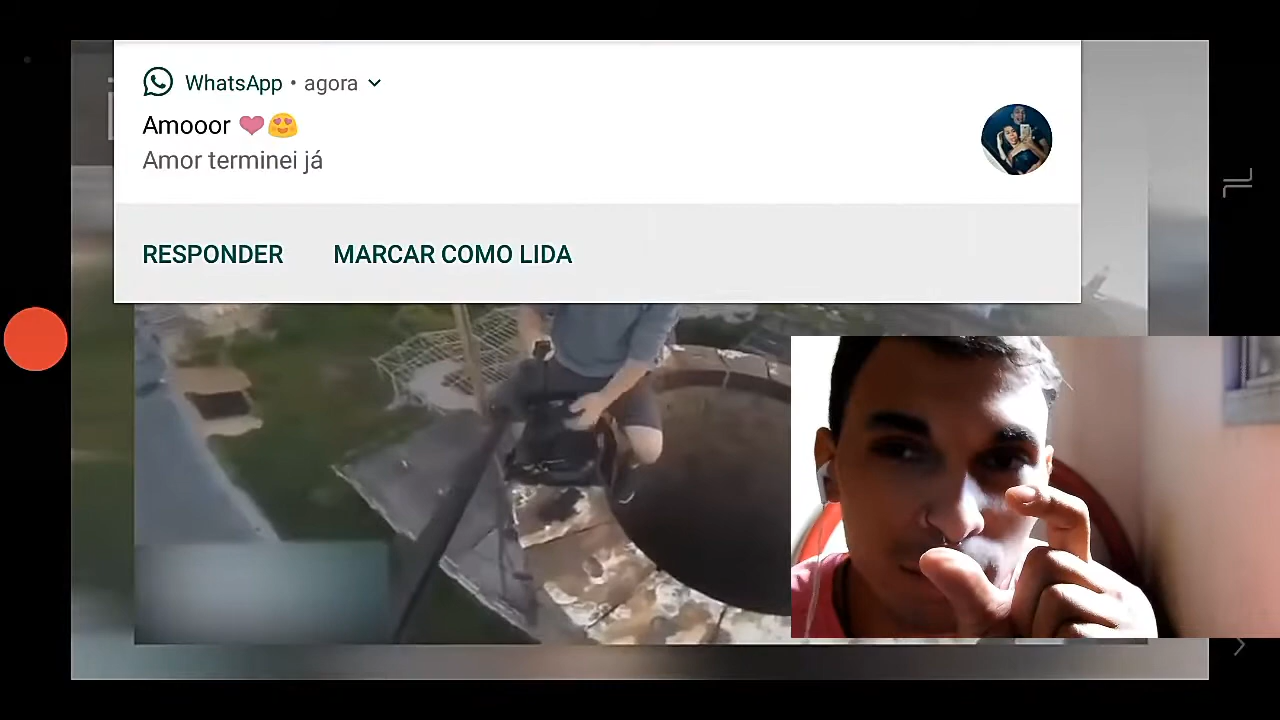 WhatsApp • agora
Amooor ❤😍
Amor terminei já
RESPONDER MARCAR COMO LIDA